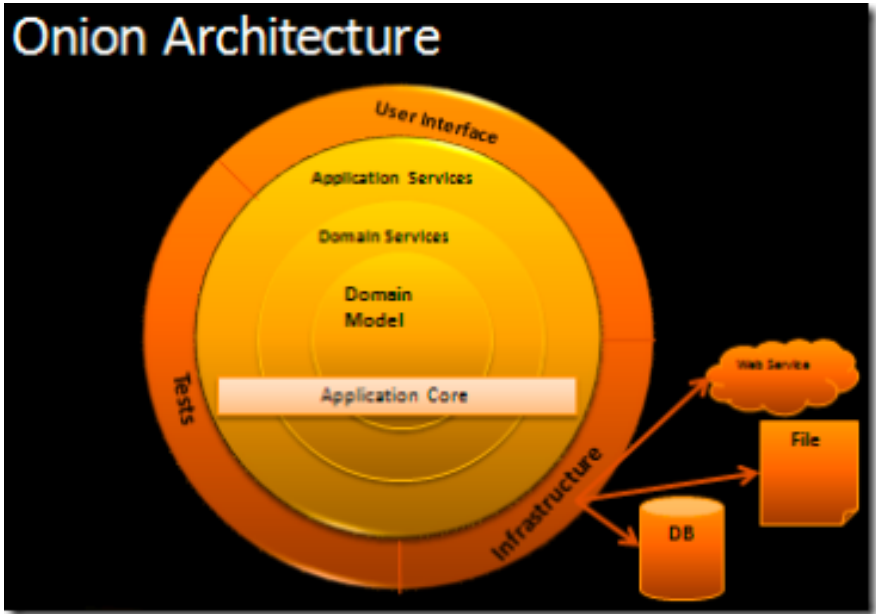 Onion Architecture
User Interface
Application Services
Domain Services
Domain
Model
Application Core
Tests
Infrastructure
Web Service
File
DB